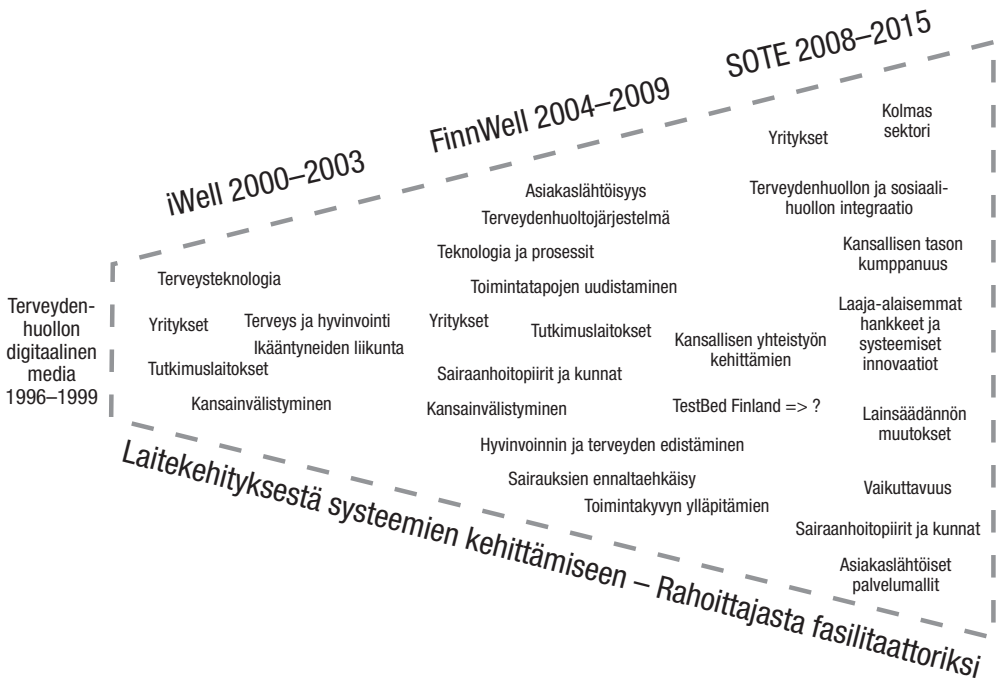 Terveyden-
huollon
digitaalinen
media
1996–1999
iWell 2000–2003
Terveysteknologia
Yritykset
Terveys ja hyvinvointi
Ikääntyneiden liikunta
Tutkimuslaitokset
Kansainvälistyminen
FinnWell 2004–2009
Asiakaslähtöisyys
Terveydenhuoltojärjestelmä
Teknologia ja prosessit
Toimintatapojen uudistaminen
Yritykset
Tutkimuslaitokset
Sairaanhoitopiirit ja kunnat
Kansainvälistyminen
Hyvinvoinnin ja terveyden edistäminen
Sairauksien ennaltaehkäisy
Toimintakyvyn ylläpitämien
SOTE 2008–2015
Yritykset
Kolmas
sektori
Terveydenhuollon ja sosiaali-
huollon integraatio
Kansallisen tason
kumppanuus
Laaja-alaisemmat
hankkeet ja
systeemiset
innovaatiot
Kansallisen yhteistyön
kehittämien
TestBed Finland => ?
Lainsäädännön
muutokset
Vaikuttavuus
Sairaanhoitopiirit ja kunnat
Asiakaslähtöiset
palvelumallit
Laitekehityksestä systeemien kehittämiseen – Rahoittajasta fasilitaattoriksi